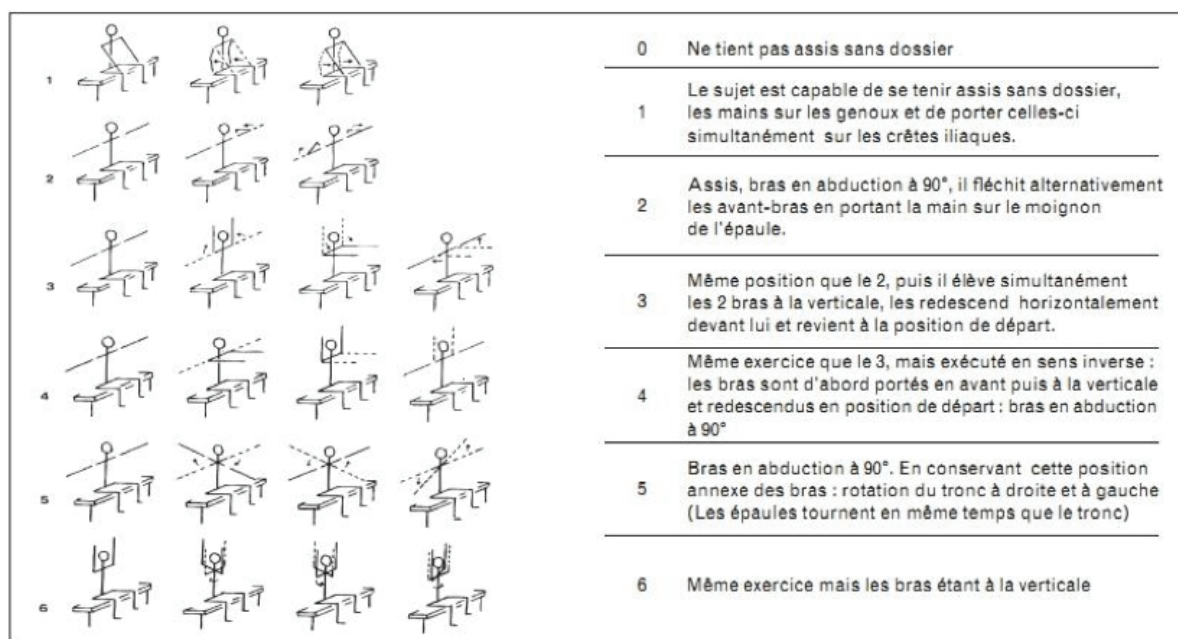 1
2
3
4
5
6
0 Ne tient pas assis sans dossier
1 Le sujet est capable de se tenir assis sans dossier,
les mains sur les genoux et de porter celles-ci
simultanément sur les crêtes iliaques.
2 Assis, bras en abduction à 90°, il fléchit alternativement
les avant-bras en portant la main sur le moignon
de l'épaule.
3 Même position que le 2, puis il élève simultanément
les 2 bras à la verticale, les redescend horizontalement
devant lui et revient à la position de départ.
4 Même exercice que le 3, mais exécuté en sens inverse :
les bras sont d'abord portés en avant puis à la verticale
et redescendus en position de départ : bras en abduction
à 90°
5 Bras en abduction à 90°. En conservant cette position
annexe des bras : rotation du tronc à droite et à gauche
(Les épaules tournent en même temps que le tronc)
6 Même exercice mais les bras étant à la verticale